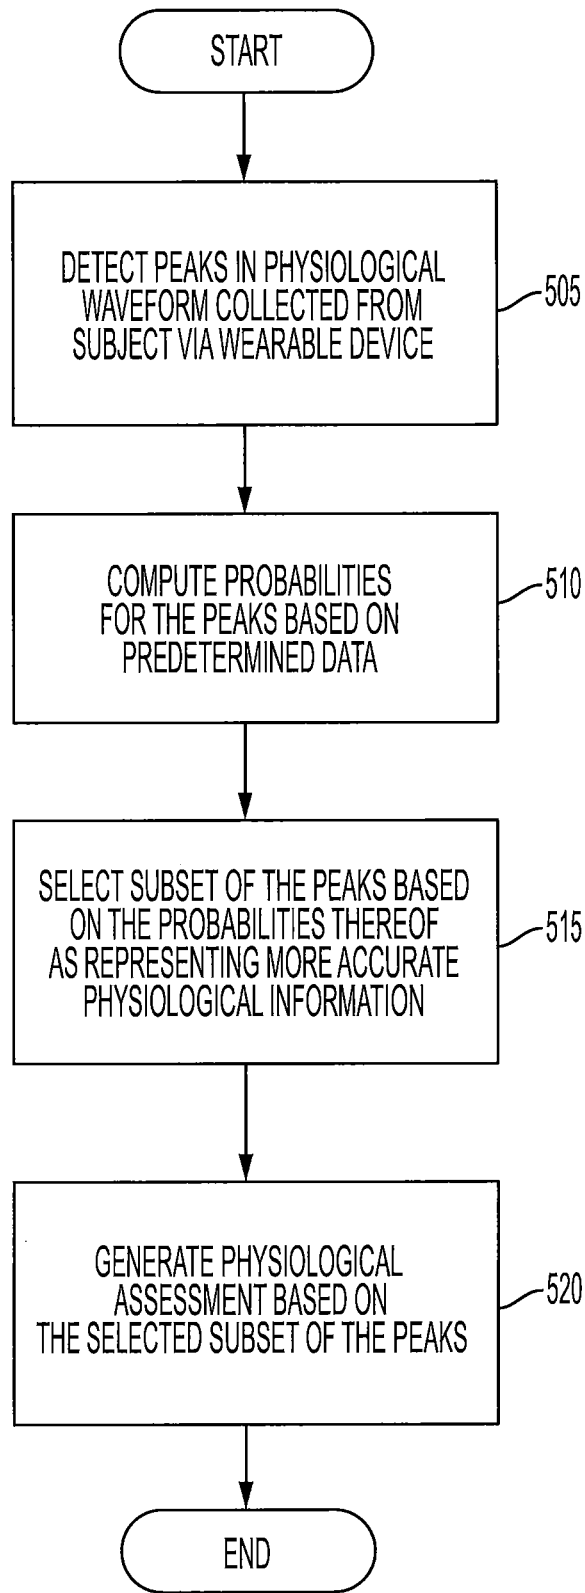 START
DETECT PEAKS IN PHYSIOLOGICAL
WAVEFORM COLLECTED FROM
SUBJECT VIA WEARABLE DEVICE
505
COMPUTE PROBABILITIES
FOR THE PEAKS BASED ON
PREDETERMINED DATA
510
SELECT SUBSET OF THE PEAKS BASED
ON THE PROBABILITIES THEREOF
AS REPRESENTING MORE ACCURATE
PHYSIOLOGICAL INFORMATION
515
GENERATE PHYSIOLOGICAL
ASSESSMENT BASED ON
THE SELECTED SUBSET OF THE PEAKS
520
END